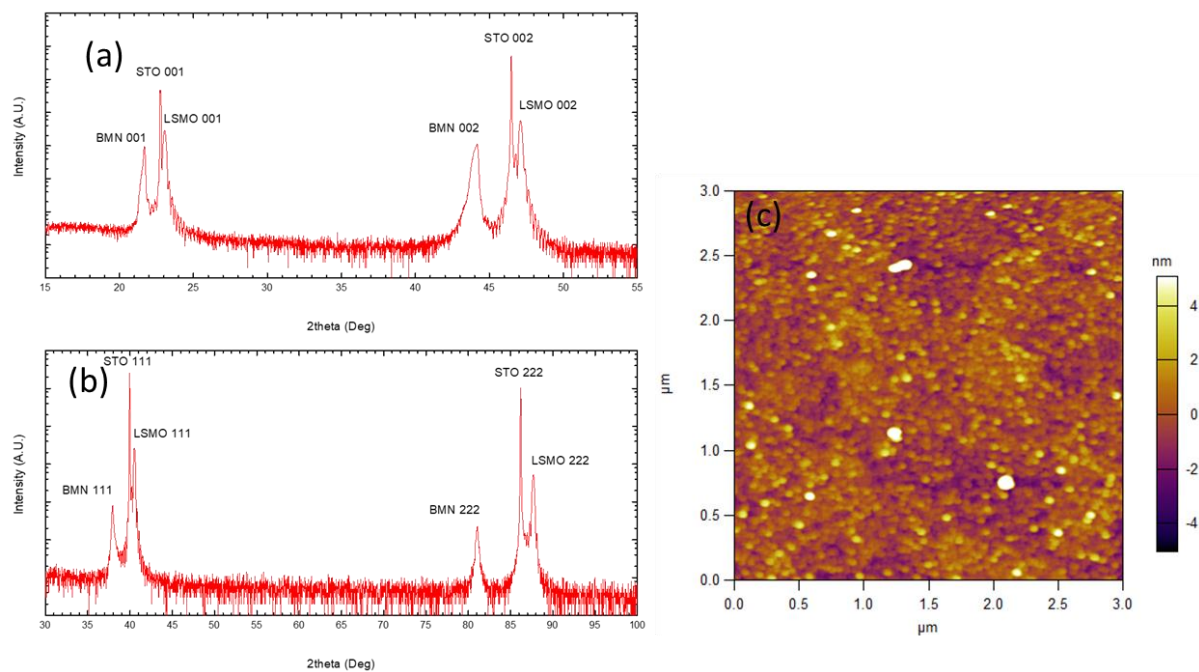 (a)
STO 001
LSMO 001
BMN 001
STO 002
LSMO 002
BMN 002
Intensity (A.U.)
15 20 25 30 35 40 45 50 55
2theta (Deg)
(b)
STO 111
LSMO 111
BMN 111
STO 222
LSMO 222
BMN 222
Intensity (A.U.)
30 35 40 45 50 55 60 65 70 75 80 85 90 95 100
2theta (Deg)
(c)
3.0
2.5
2.0
1.5
1.0
0.5
0.0
µm
0.0 0.5 1.0 1.5 2.0 2.5 3.0
µm
nm
4
2
0
-2
-4